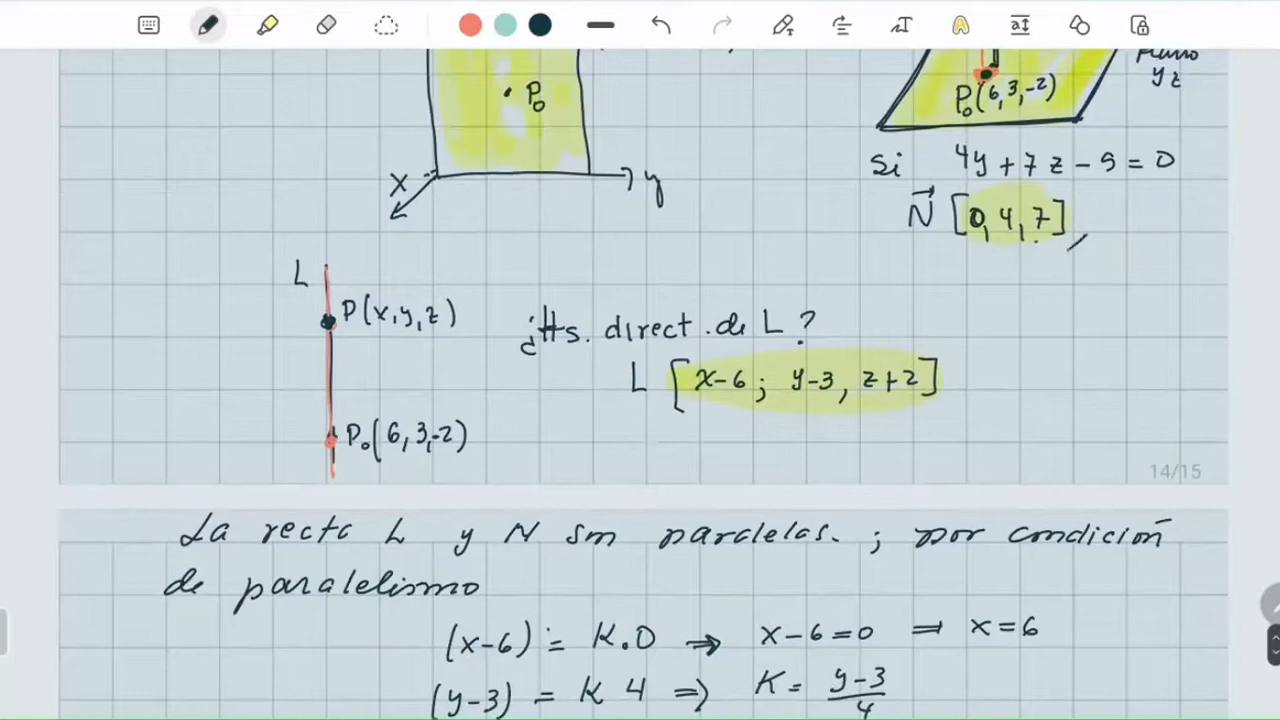 P₀
x
y
Plano
yz
P₀(6,3,-2)
Si 4y+7z-9=0
N⃗ [0,4,7],
L
P(x,y,z)
P₀(6,3,-2)
¿#s. direct. de L?
L [x-6; y-3, z+2]
14/15
La recta L y N son paralelas. ; por condición
de paralelismo
(x-6) = K.0 ⇒ x-6=0 ⇒ x=6
(y-3) = K 4 ⇒ K = (y-3)/4